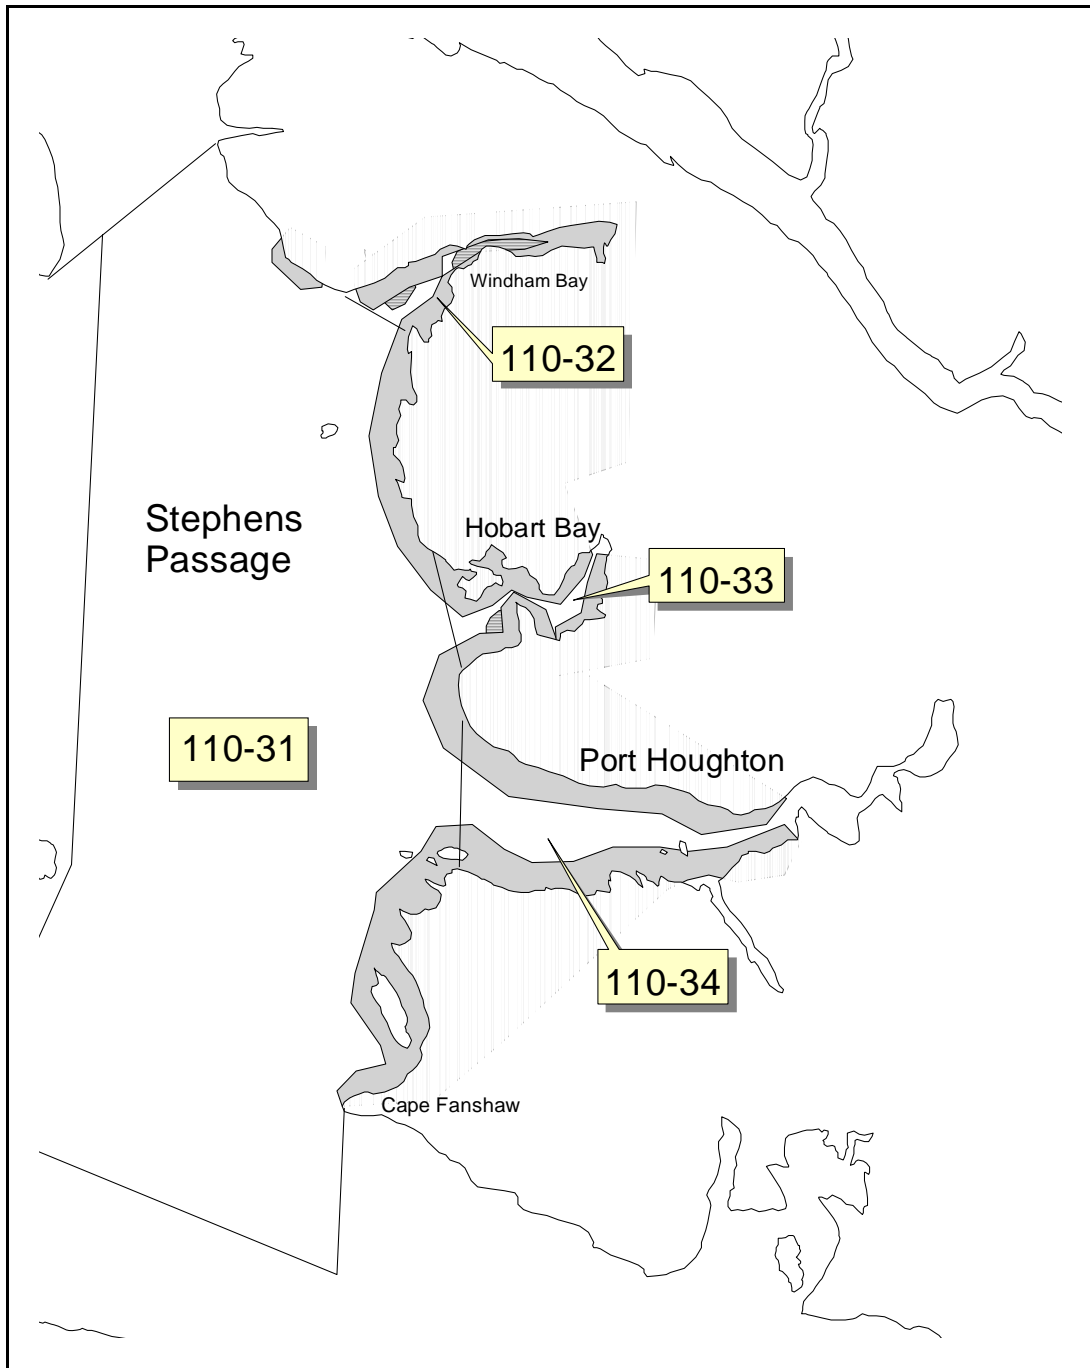 Windham Bay
110-32
Stephens
Passage
Hobart Bay
110-33
110-31
Port Houghton
110-34
Cape Fanshaw